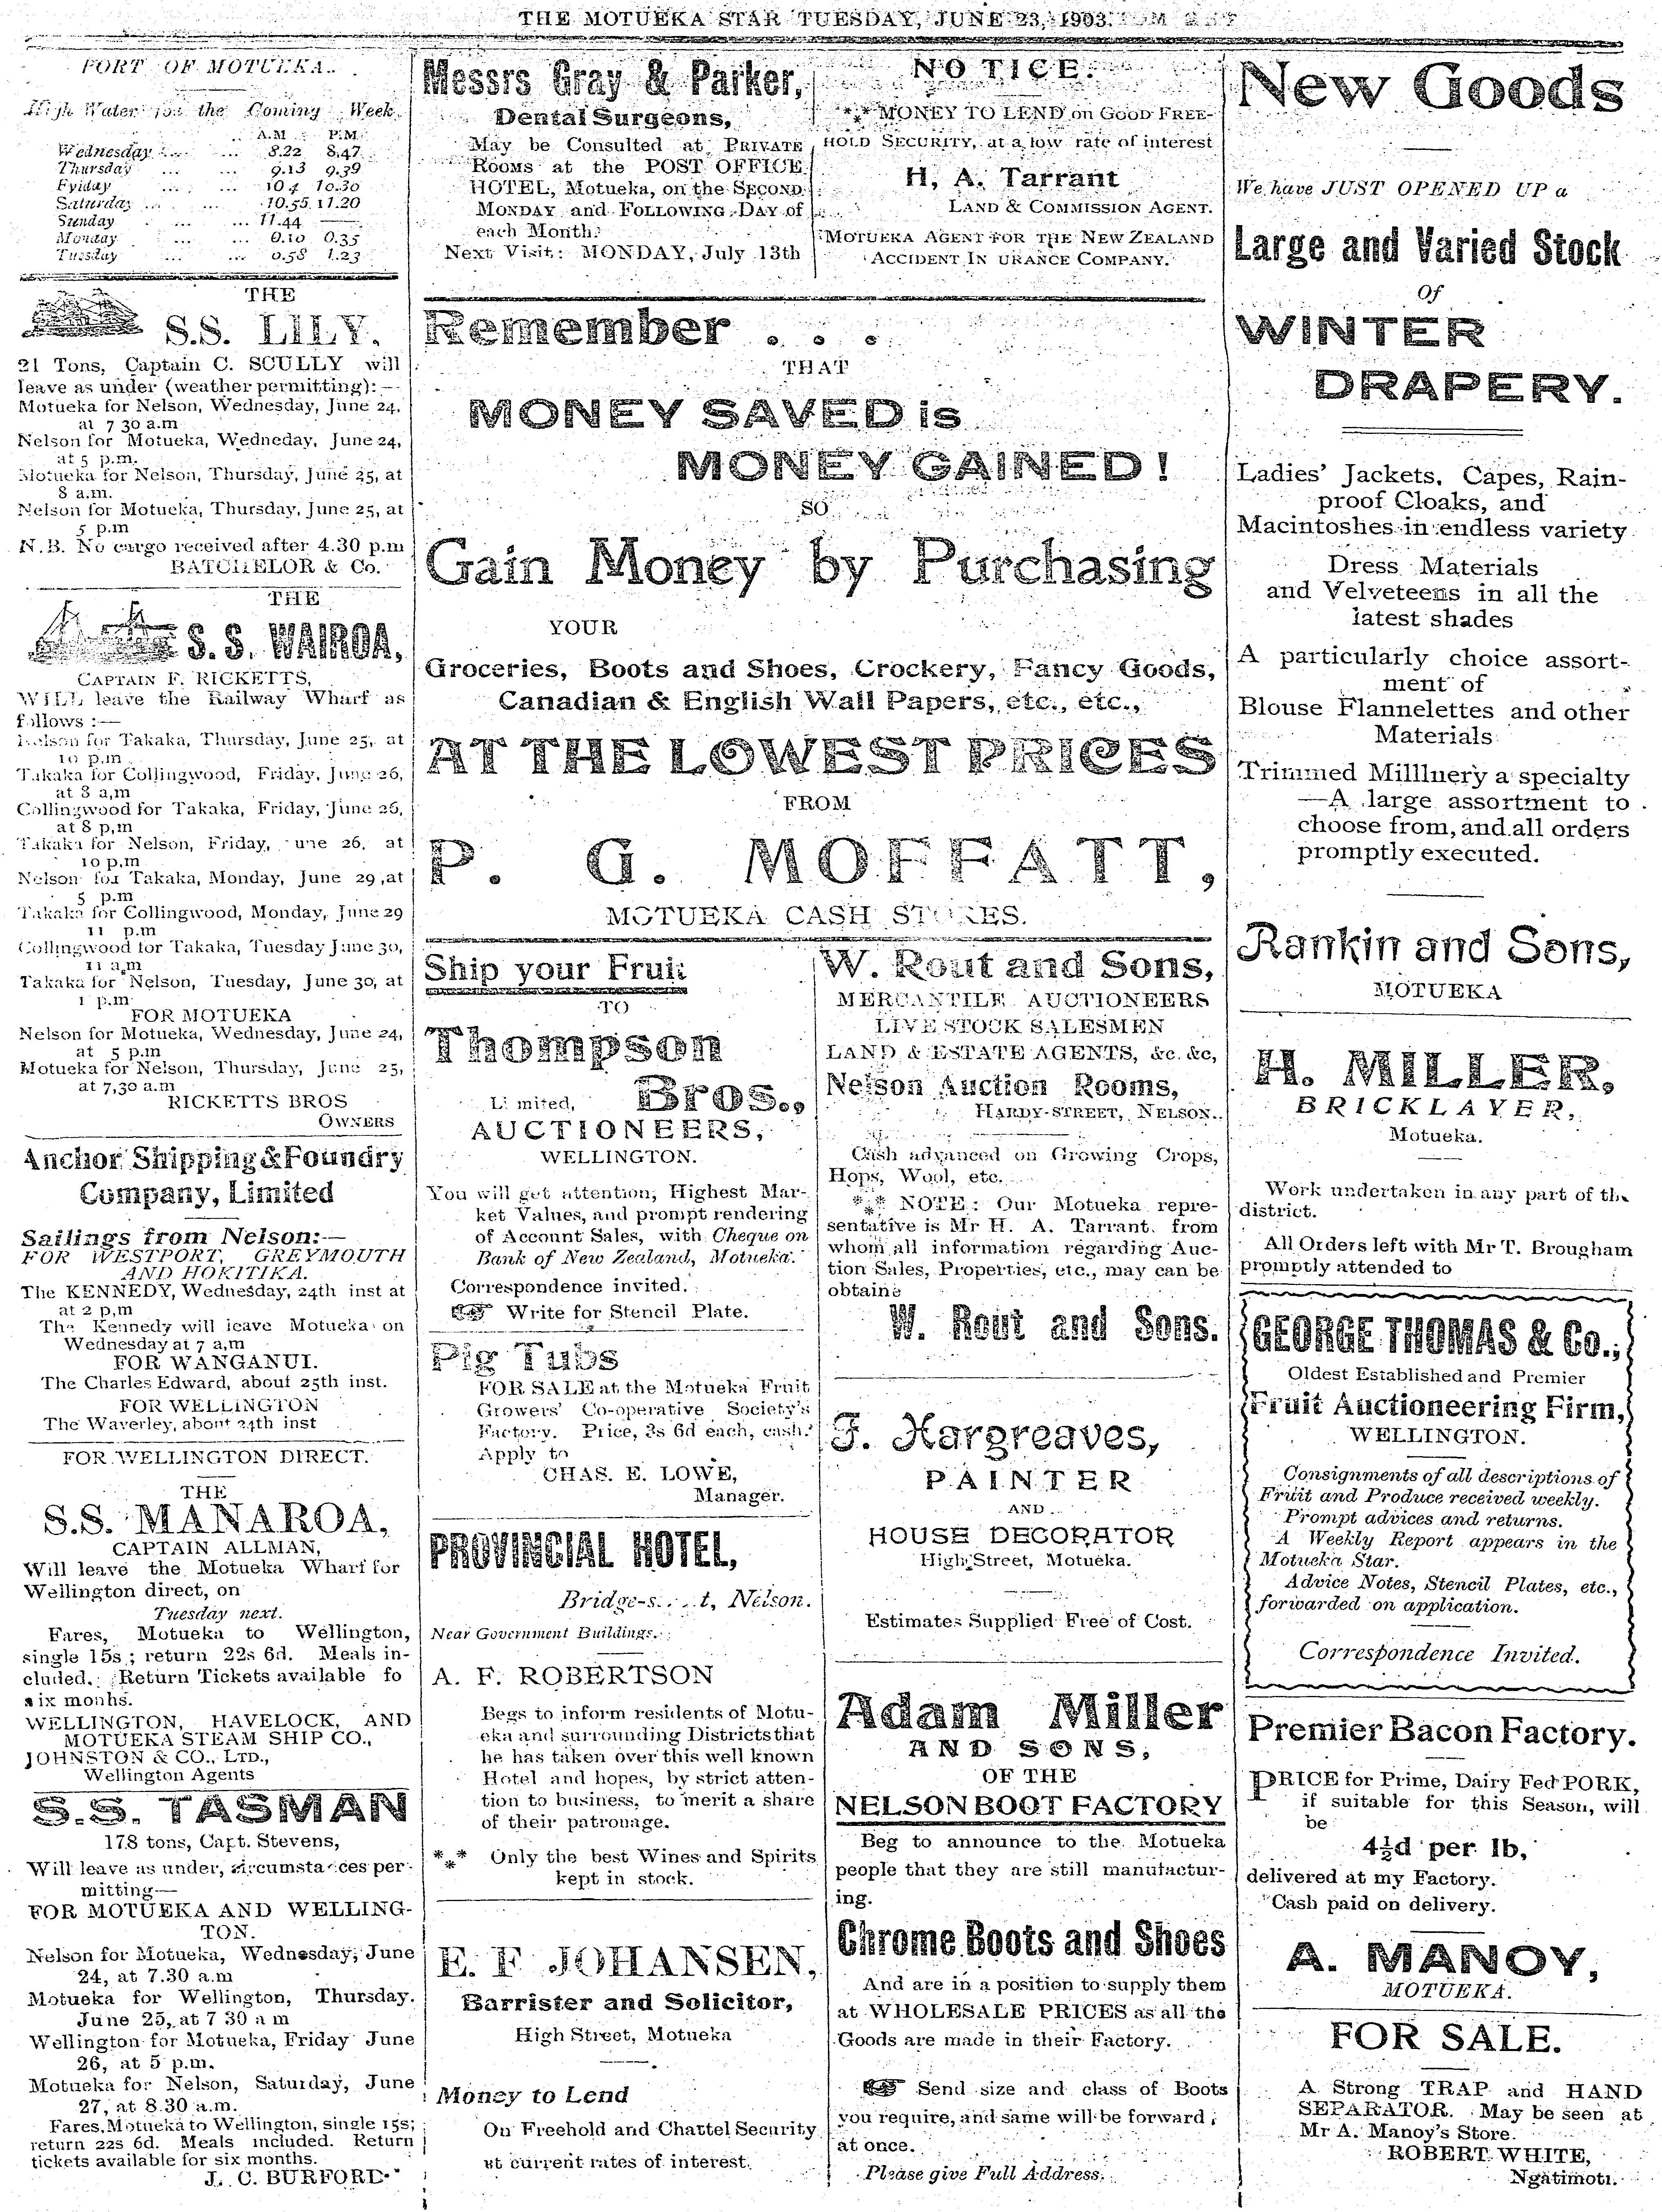 THE MOTUEKA STAR TUESDAY, JUNE 23, 1903.
PORT OF MOTUEKA.
High Water for the Coming Week.
A.M. P.M.
Wednesday ... ... 8.22 8.47
Thursday ... ... 9.13 9.39
Friday ... ... 10 4 10.30
Saturday ... ... 10.55 11.20
Sunday ... 11.44 ——
Monday ... ... 0.10 0.35
Tuesday ... ... 0.58 1.23
THE
S.S. LILY,
21 Tons, Captain C. SCULLY will
leave as under (weather permitting):—
Motueka for Nelson, Wednesday, June 24,
at 7 30 a.m
Nelson for Motueka, Wedneday, June 24,
at 5 p.m.
Motueka for Nelson, Thursday, June 25, at
8 a.m.
Nelson for Motueka, Thursday, June 25, at
5 p.m
N.B. No cargo received after 4.30 p.m
BATCHELOR & Co.
THE
S. S. WAIROA,
CAPTAIN F. RICKETTS,
WILL leave the Railway Wharf as
follows :—
Nelson for Takaka, Thursday, June 25, at
10 p.m
Takaka for Collingwood, Friday, June 26,
at 8 a,m
Collingwood for Takaka, Friday, June 26,
at 8 p,m
Takaka for Nelson, Friday, une 26, at
10 p.m
Nelson for Takaka, Monday, June 29 ,at
5 p.m
Takaka for Collingwood, Monday, June 29
11 p.m
Collingwood for Takaka, Tuesday June 30,
11 a.m
Takaka for Nelson, Tuesday, June 30, at
1 p.m
FOR MOTUEKA
Nelson for Motueka, Wednesday, June 24,
at 5 p.m
Motueka for Nelson, Thursday, June 25,
at 7,30 a.m
RICKETTS BROS
OWNERS
Anchor Shipping & Foundry
Company, Limited
Sailings from Nelson:—
FOR WESTPORT, GREYMOUTH
AND HOKITIKA.
The KENNEDY, Wednesday, 24th inst at
at 2 p,m
The Kennedy will leave Motueka on
Wednesday at 7 a,m
FOR WANGANUI.
The Charles Edward, about 25th inst.
FOR WELLINGTON
The Waverley, about 24th inst
FOR WELLINGTON DIRECT.
THE
S.S. MANAROA,
CAPTAIN ALLMAN,
Will leave the Motueka Wharf for
Wellington direct, on
Tuesday next.
Fares, Motueka to Wellington,
single 15s ; return 22s 6d. Meals in-
cluded. Return Tickets available fo
six monhs.
WELLINGTON, HAVELOCK, AND
MOTUEKA STEAM SHIP CO.,
JOHNSTON & CO., LTD.,
Wellington Agents
S.S. TASMAN
178 tons, Capt. Stevens,
Will leave as under, circumstances per-
mitting—
FOR MOTUEKA AND WELLING-
TON.
Nelson for Motueka, Wednesday, June
24, at 7.30 a.m
Motueka for Wellington, Thursday.
June 25, at 7 30 a m
Wellington for Motueka, Friday June
26, at 5 p.m.
Motueka for Nelson, Saturday, June
27, at 8.30 a.m.
Fares, Motueka to Wellington, single 15s;
return 22s 6d. Meals included. Return
tickets available for six months.
J. C. BURFORD
Messrs Gray & Parker,
Dental Surgeons,
May be Consulted at PRIVATE
Rooms at the POST OFFICE
HOTEL, Motueka, on the SECOND
MONDAY and FOLLOWING DAY of
each Month.
Next Visit: MONDAY, July 13th
NOTICE.
*** MONEY TO LEND on GOOD FREE-
HOLD SECURITY, at a low rate of interest
H. A. Tarrant
LAND & COMMISSION AGENT.
MOTUEKA AGENT FOR THE NEW ZEALAND
ACCIDENT IN URANCE COMPANY.
Remember . . .
THAT
MONEY SAVED is
MONEY GAINED !
SO
Gain Money by Purchasing
YOUR
Groceries, Boots and Shoes, Crockery, Fancy Goods,
Canadian & English Wall Papers, etc., etc.,
AT THE LOWEST PRICES
FROM
P. G. MOFFATT,
MOTUEKA CASH STORES.
Ship your Fruit
TO
Thompson
Limited, Bros.,
AUCTIONEERS,
WELLINGTON.
You will get attention, Highest Mar-
ket Values, and prompt rendering
of Account Sales, with Cheque on
Bank of New Zealand, Motueka.
Correspondence invited.
Write for Stencil Plate.
Pig Tubs
FOR SALE at the Motueka Fruit
Growers' Co-operative Society's
Factory. Price, 3s 6d each, cash.
Apply to
CHAS. E. LOWE,
Manager.
PROVINCIAL HOTEL,
Nelson.
Near Government Buildings.
A. F. ROBERTSON
Begs to inform residents of Motu-
eka and surrounding Districts that
he has taken over this well known
Hotel and hopes, by strict atten-
tion to business, to merit a share
of their patronage.
*** Only the best Wines and Spirits
kept in stock.
E. F JOHANSEN,
Barrister and Solicitor,
High Street, Motueka
Money to Lend
On Freehold and Chattel Security
at current rates of interest.
W. Rout and Sons,
MERCANTILE AUCTIONEERS
LIVE STOCK SALESMEN
LAND & ESTATE AGENTS, &c. &c,
Nelson Auction Rooms,
HARDY-STREET, NELSON.
Cash advanced on Growing Crops,
Hops, Wool, etc.
*** NOTE: Our Motueka repre-
sentative is Mr H. A. Tarrant, from
whom all information regarding Auc-
tion Sales, Properties, etc., may can be
obtaine
W. Rout and Sons.
J. Hargreaves,
PAINTER
AND
HOUSE DECORATOR
High Street, Motueka.
Estimates Supplied Free of Cost.
Adam Miller
AND SONS,
OF THE
NELSON BOOT FACTORY
Beg to announce to the Motueka
people that they are still manufactur-
ing.
Chrome Boots and Shoes
And are in a position to supply them
at WHOLESALE PRICES as all the
Goods are made in their Factory.
Send size and class of Boots
you require, and same will be forward
at once.
Please give Full Address.
New Goods
We have JUST OPENED UP a
Large and Varied Stock
Of
WINTER
DRAPERY.
Ladies' Jackets, Capes, Rain-
proof Cloaks, and
Macintoshes in endless variety
Dress Materials
and Velveteens in all the
latest shades
A particularly choice assort-
ment of
Blouse Flannelettes and other
Materials
Trimmed Milllnery a specialty
—A large assortment to
choose from, and all orders
promptly executed.
Rankin and Sons,
MOTUEKA
H. MILLER,
BRICKLAYER,
Motueka.
Work undertaken in any part of the
district.
All Orders left with Mr T. Brougham
promptly attended to
GEORGE THOMAS & Co.,
Oldest Established and Premier
Fruit Auctioneering Firm,
WELLINGTON.
Consignments of all descriptions of
Fruit and Produce received weekly.
Prompt advices and returns.
A Weekly Report appears in the
Motueka Star.
Advice Notes, Stencil Plates, etc.,
forwarded on application.
Correspondence Invited.
Premier Bacon Factory.
PRICE for Prime, Dairy Fed PORK,
if suitable for this Season, will
be
4½d per lb,
delivered at my Factory.
Cash paid on delivery.
A. MANOY,
MOTUEKA.
FOR SALE.
A Strong TRAP and HAND
SEPARATOR. May be seen at
Mr A. Manoy's Store.
ROBERT WHITE,
Ngatimoti.